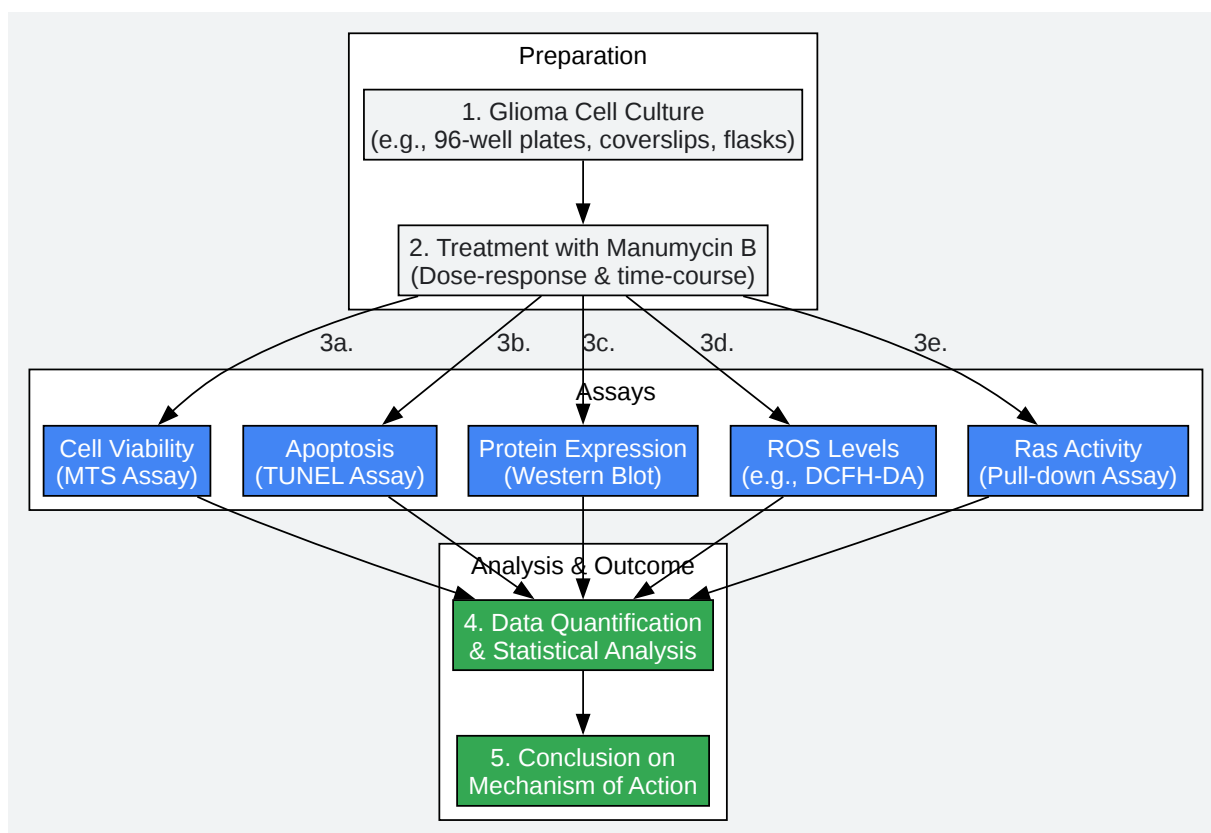 Preparation
1. Glioma Cell Culture
(e.g., 96-well plates, coverslips, flasks)
2. Treatment with Manumycin B
(Dose-response & time-course)
3a.
3b.
3c.
3d.
3e.
Assays
Cell Viability
(MTS Assay)
Apoptosis
(TUNEL Assay)
Protein Expression
(Western Blot)
ROS Levels
(e.g., DCFH-DA)
Ras Activity
(Pull-down Assay)
Analysis & Outcome
4. Data Quantification
& Statistical Analysis
5. Conclusion on
Mechanism of Action